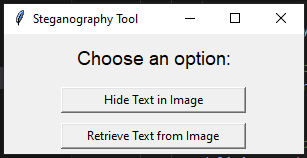 Steganography Tool
Choose an option:
Hide Text in Image
Retrieve Text from Image